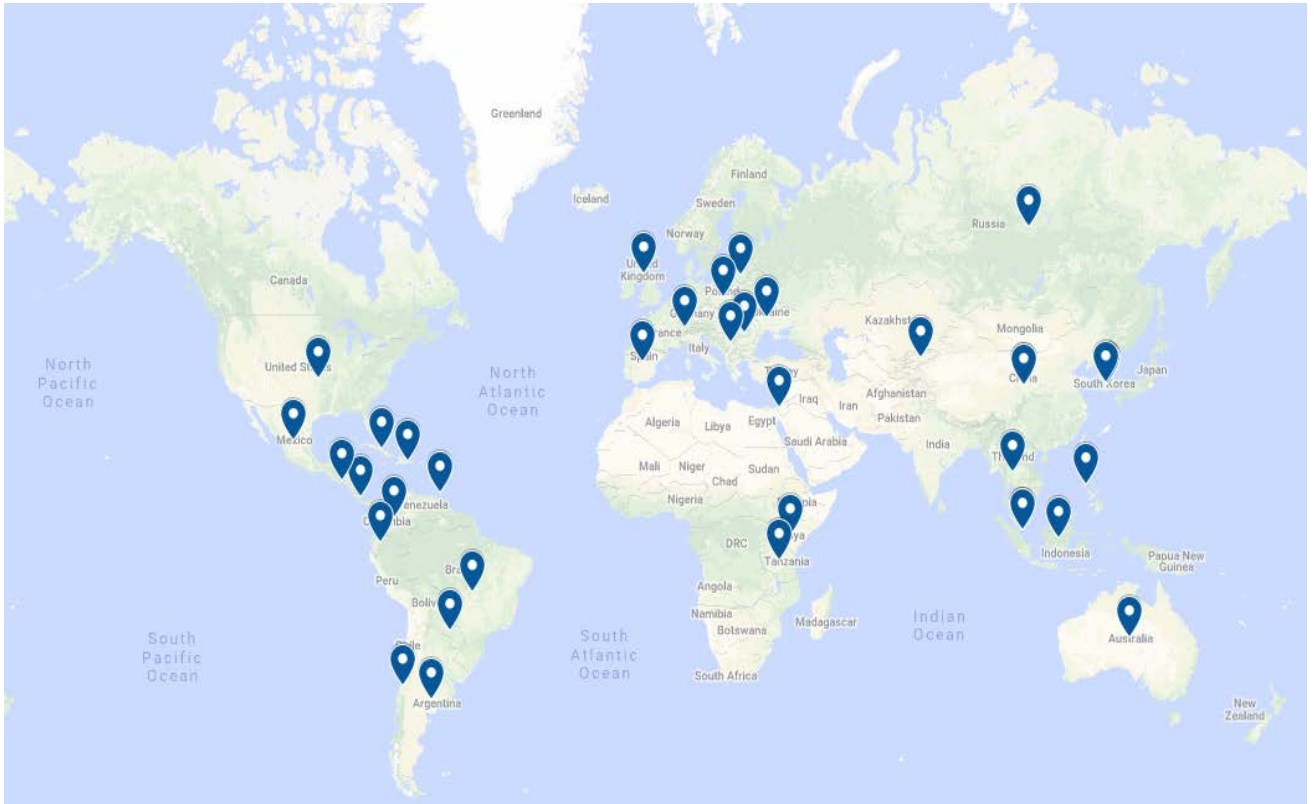 Greenland
Iceland
Finland
Sweden
Norway
Russia
Canada
United
Kingdom
Poland
Germany
Ukraine
France
Kazakhstan
Mongolia
North
Pacific
Ocean
United States
North
Atlantic
Ocean
Spain
Italy
Turkey
China
South Korea
Japan
Iraq
Iran
Afghanistan
Pakistan
Algeria
Libya
Egypt
Saudi Arabia
India
Thailand
Mexico
Mali
Niger
Chad
Sudan
Nigeria
Ethiopia
Venezuela
Colombia
DRC
Kenya
Tanzania
Indonesia
Papua New
Guinea
Peru
Brazil
Angola
Bolivia
Namibia
Botswana
Madagascar
Indian
Ocean
Australia
South
Pacific
Ocean
Chile
South
Atlantic
Ocean
South Africa
Argentina
New
Zealand